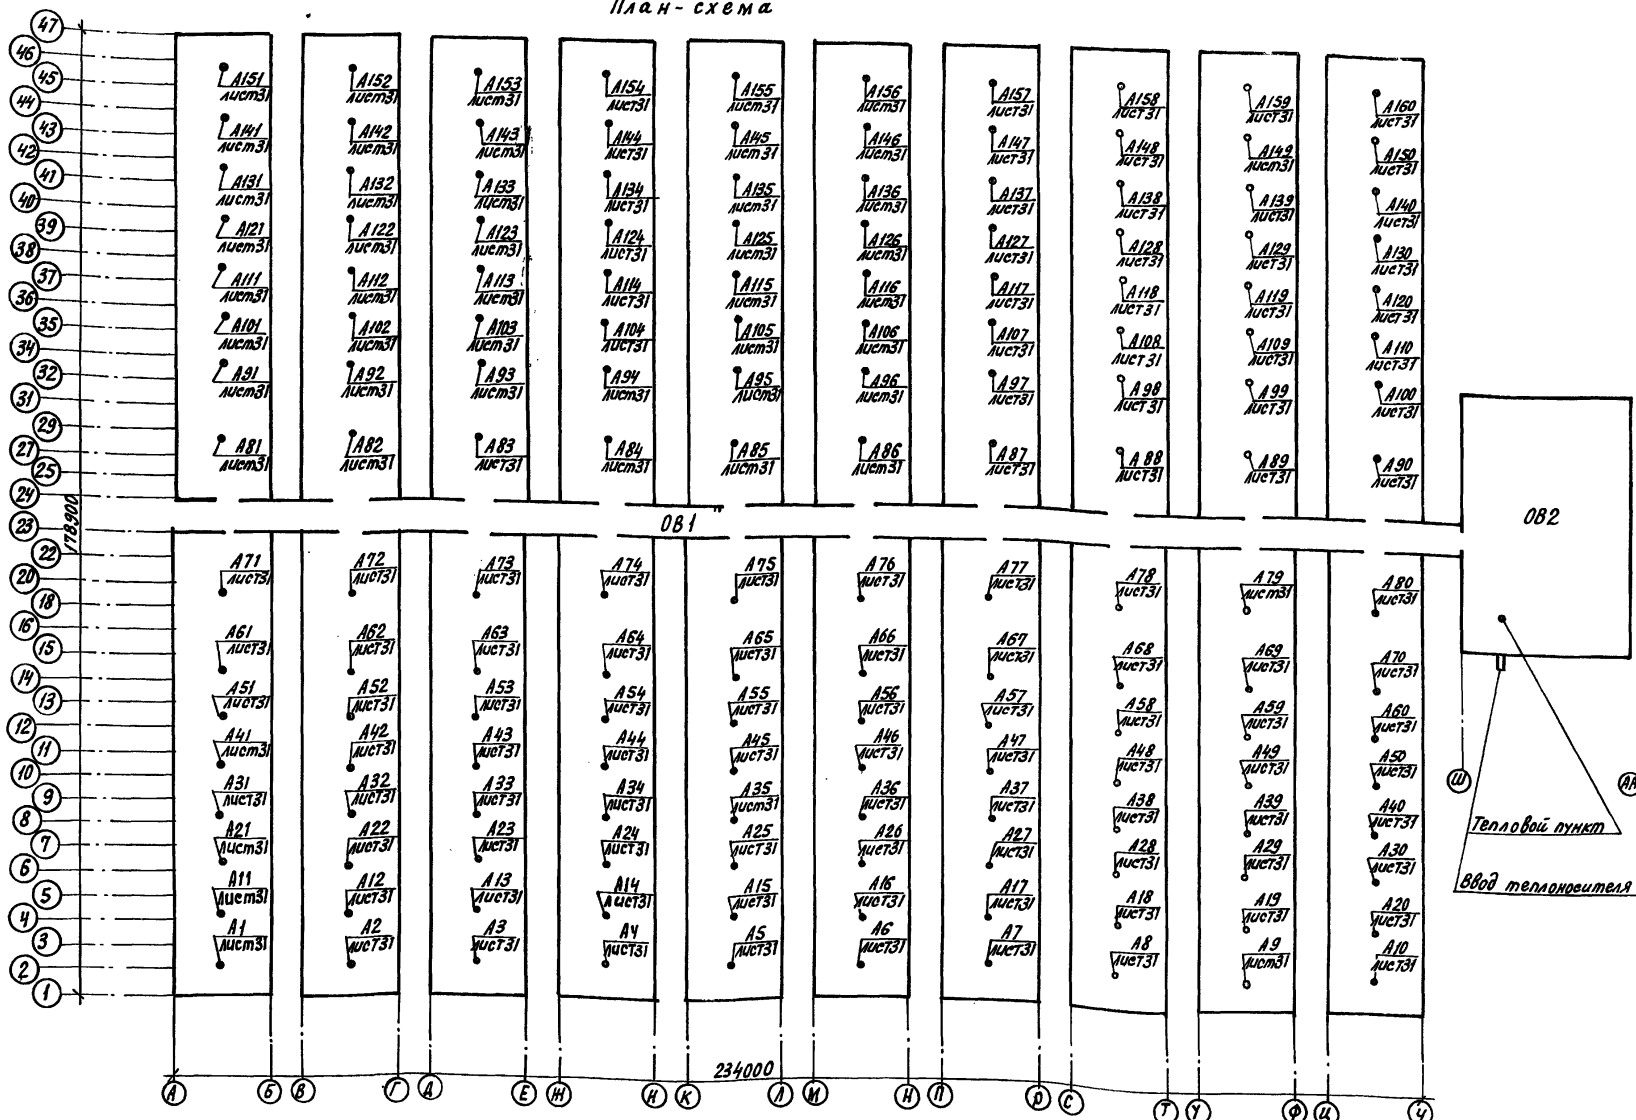 План-схема
47
46
45
44
43
42
41
40
39
38
37
36
35
34
32
31
29
27
25
24
23
22
20
18
16
15
14
13
12
11
10
9
8
7
6
5
4
3
2
1
178900
А151 А152 А153 А154 А155 А156 А157 А158 А159 А160
лист31 лист31 лист31 лист31 лист31 лист31 лист31 лист31 лист31 лист31
А141 А142 А143 А144 А145 А146 А147 А148 А149 А150
лист31 лист31 лист31 лист31 лист31 лист31 лист31 лист31 лист31 лист31
А131 А132 А133 А134 А135 А136 А137 А138 А139 А140
лист31 лист31 лист31 лист31 лист31 лист31 лист31 лист31 лист31 лист31
А121 А122 А123 А124 А125 А126 А127 А128 А129 А130
лист31 лист31 лист31 лист31 лист31 лист31 лист31 лист31 лист31 лист31
А111 А112 А113 А114 А115 А116 А117 А118 А119 А120
лист31 лист31 лист31 лист31 лист31 лист31 лист31 лист31 лист31 лист31
А101 А102 А103 А104 А105 А106 А107 А108 А109 А110
лист31 лист31 лист31 лист31 лист31 лист31 лист31 лист31 лист31 лист31
А91 А92 А93 А94 А95 А96 А97 А98 А99 А100
лист31 лист31 лист31 лист31 лист31 лист31 лист31 лист31 лист31 лист31
А81 А82 А83 А84 А85 А86 А87 А88 А89 А90
лист31 лист31 лист31 лист31 лист31 лист31 лист31 лист31 лист31 лист31
ОВ1
ОВ2
А71 А72 А73 А74 А75 А76 А77 А78 А79 А80
лист31 лист31 лист31 лист31 лист31 лист31 лист31 лист31 лист31 лист31
А61 А62 А63 А64 А65 А66 А67 А68 А69 А70
лист31 лист31 лист31 лист31 лист31 лист31 лист31 лист31 лист31 лист31
А51 А52 А53 А54 А55 А56 А57 А58 А59 А60
лист31 лист31 лист31 лист31 лист31 лист31 лист31 лист31 лист31 лист31
А41 А42 А43 А44 А45 А46 А47 А48 А49 А50
лист31 лист31 лист31 лист31 лист31 лист31 лист31 лист31 лист31 лист31
А31 А32 А33 А34 А35 А36 А37 А38 А39 А40
лист31 лист31 лист31 лист31 лист31 лист31 лист31 лист31 лист31 лист31
А21 А22 А23 А24 А25 А26 А27 А28 А29 А30
лист31 лист31 лист31 лист31 лист31 лист31 лист31 лист31 лист31 лист31
А11 А12 А13 А14 А15 А16 А17 А18 А19 А20
лист31 лист31 лист31 лист31 лист31 лист31 лист31 лист31 лист31 лист31
А1 А2 А3 А4 А5 А6 А7 А8 А9 А10
лист31 лист31 лист31 лист31 лист31 лист31 лист31 лист31 лист31 лист31
Ш
Тепловой пункт
Ввод теплоносителя
234000
А Б В Г Д Е Ж И К Л М Н П Р С Т У Ф Ц Ч